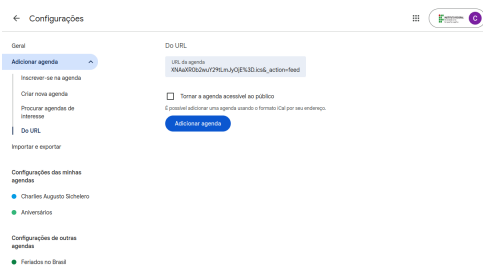 Configurações
C
Geral
Adicionar agenda
Inscrever-se na agenda
Criar nova agenda
Procurar agendas de
interesse
Do URL
Importar e exportar
Configurações das minhas
agendas
Charlles Augusto Sichelero
Aniversários
Configurações de outras
agendas
Feriados no Brasil
Do URL
URL da agenda
XNAaXR0b2wuY29tLmJyOjE%3D.ics&_action=feed
Tornar a agenda acessível ao público
É possível adicionar uma agenda usando o formato iCal por seu endereço.
Adicionar agenda